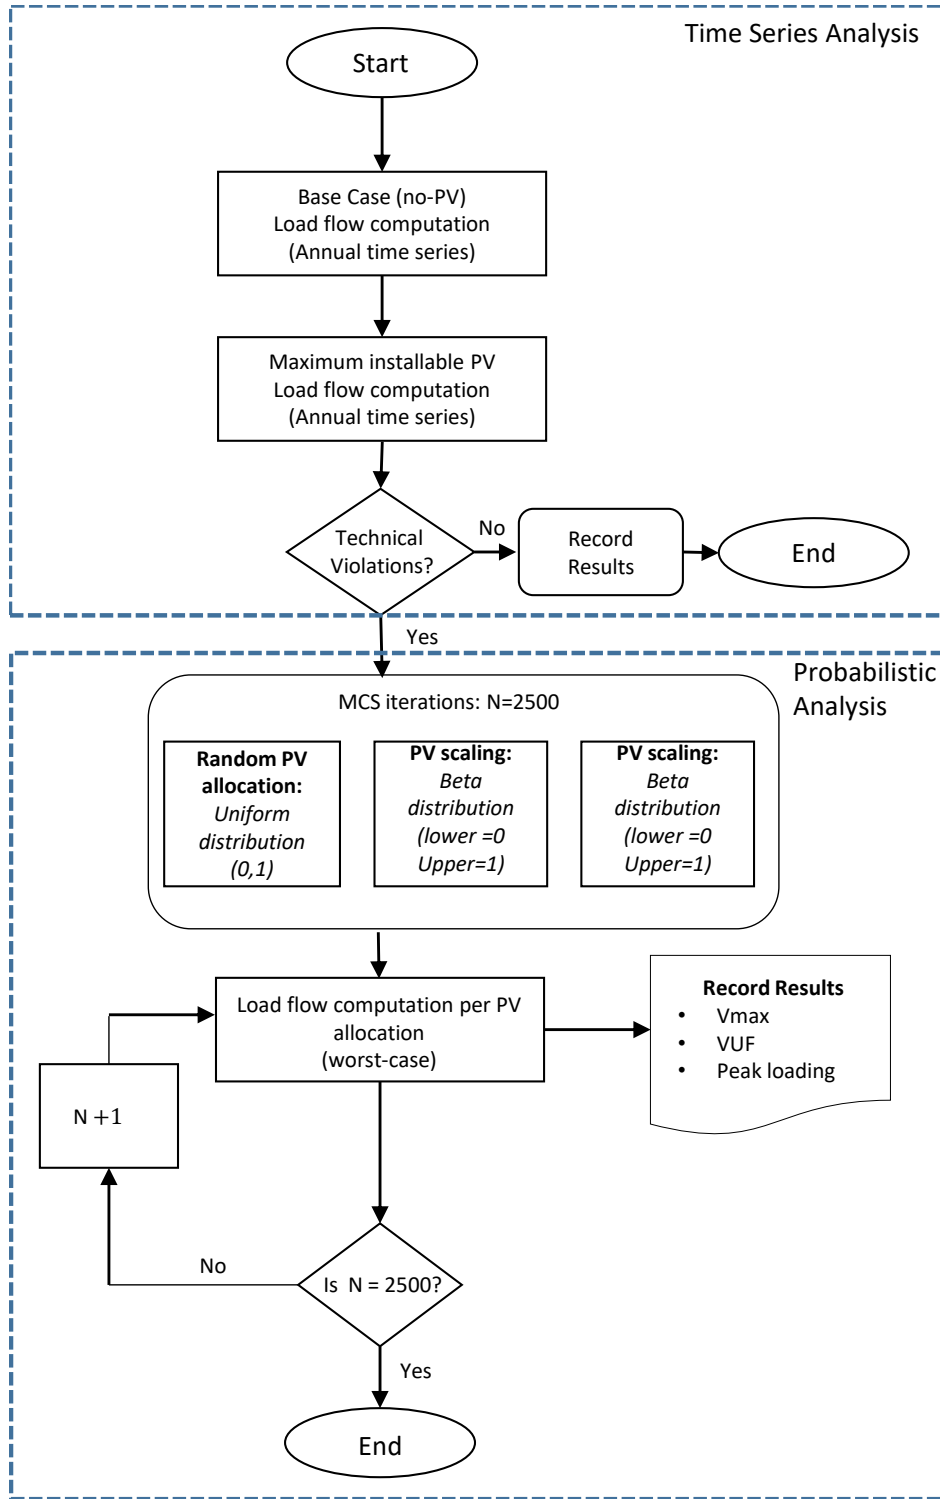 Time Series Analysis
Start
Base Case (no-PV)
Load flow computation
(Annual time series)
Maximum installable PV
Load flow computation
(Annual time series)
Technical
Violations?
No
Record
Results
End
Yes
Probabilistic
Analysis
MCS iterations: N=2500
Random PV
allocation:
Uniform
distribution
(0,1)
PV scaling:
Beta
distribution
(lower =0
Upper=1)
PV scaling:
Beta
distribution
(lower =0
Upper=1)
Load flow computation per PV
allocation
(worst-case)
Record Results
• Vmax
• VUF
• Peak loading
N +1
No
Is N = 2500?
Yes
End